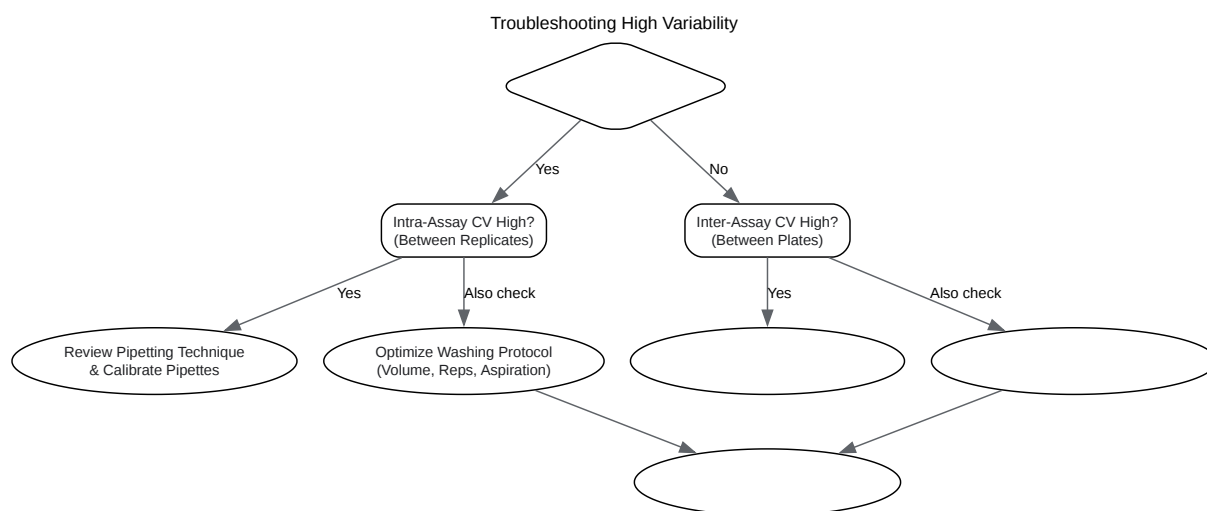 Troubleshooting High Variability
Yes
No
Intra-Assay CV High?
(Between Replicates)
Inter-Assay CV High?
(Between Plates)
Yes
Also check
Yes
Also check
Review Pipetting Technique
& Calibrate Pipettes
Optimize Washing Protocol
(Volume, Reps, Aspiration)